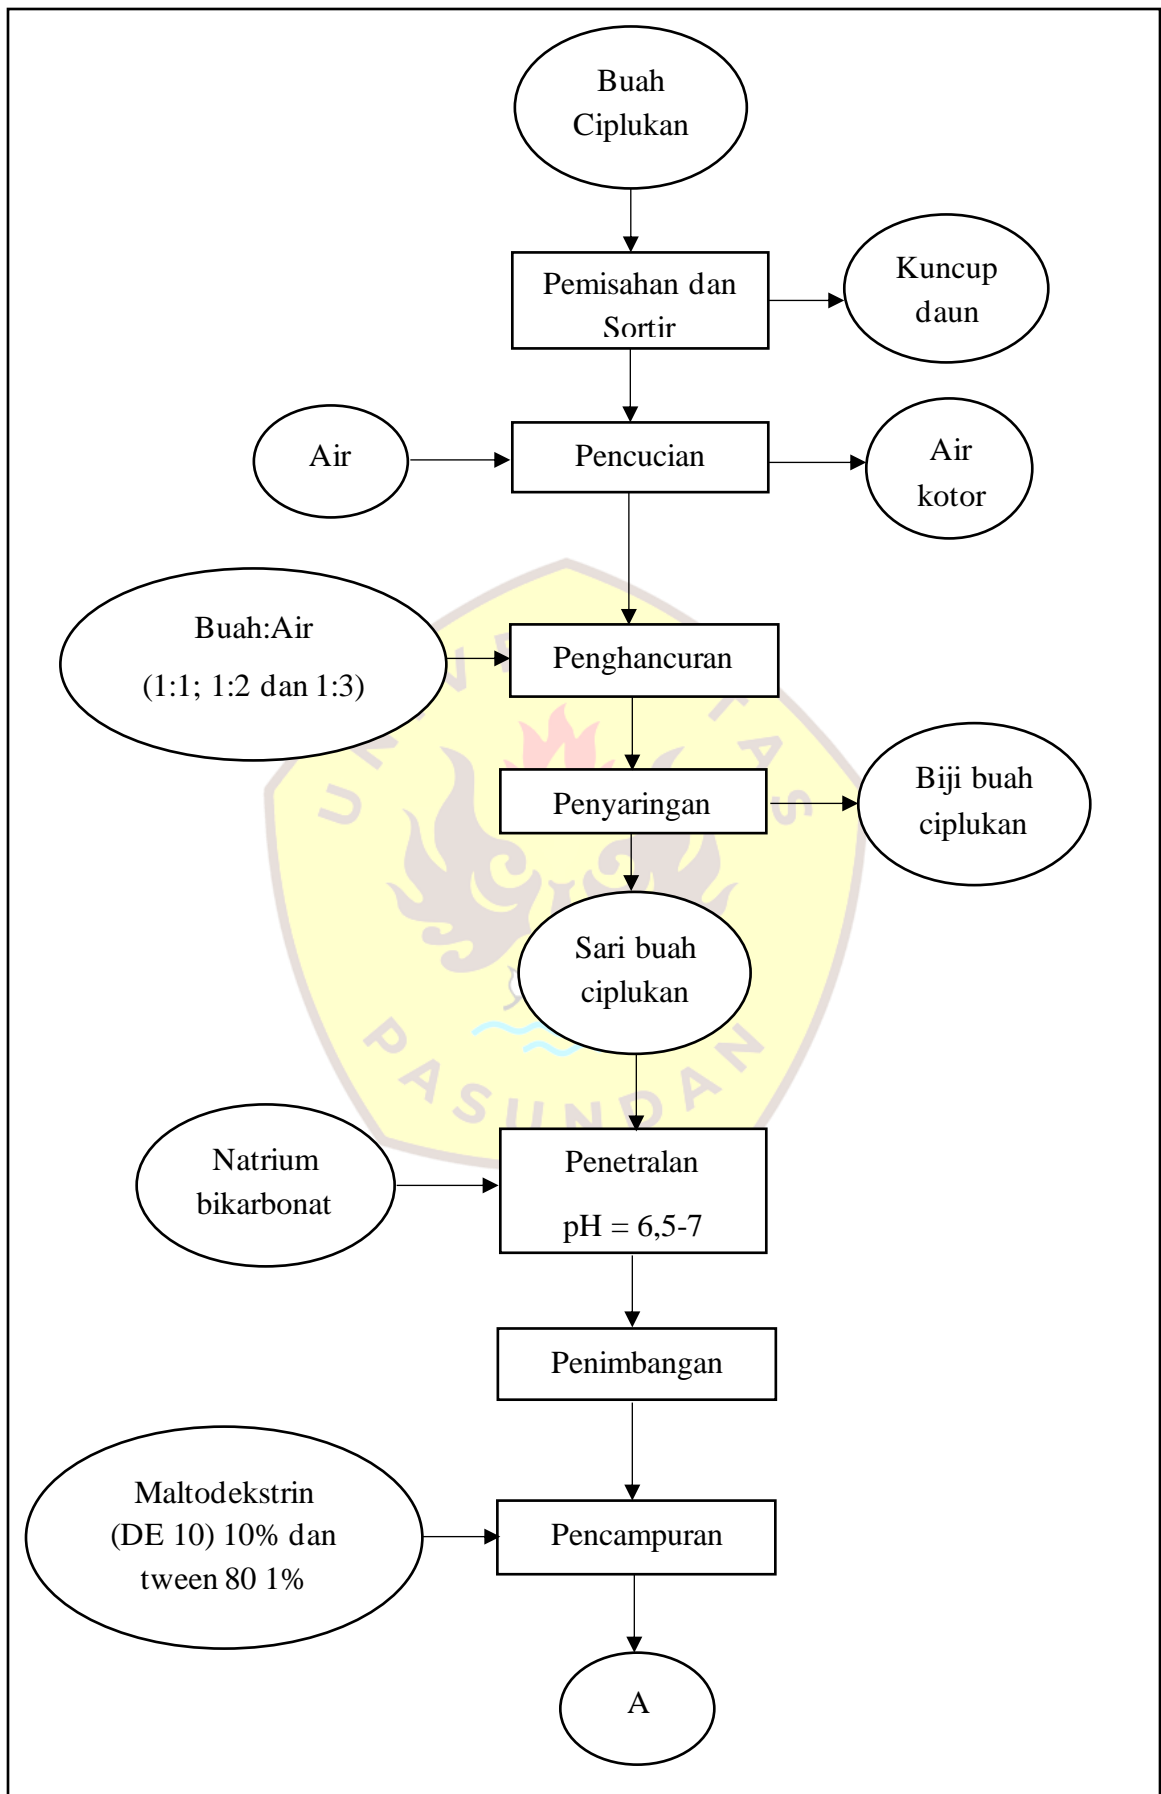 Buah
Ciplukan
Pemisahan dan
Sortir
Kuncup
daun
Air
Pencucian
Air
kotor
Buah:Air
(1:1; 1:2 dan 1:3)
Penghancuran
Penyaringan
Biji buah
ciplukan
Sari buah
ciplukan
PASUNDAN
Natrium
bikarbonat
Penetralan
pH = 6,5-7
Penimbangan
Maltodekstrin
(DE 10) 10% dan
tween 80 1%
Pencampuran
A